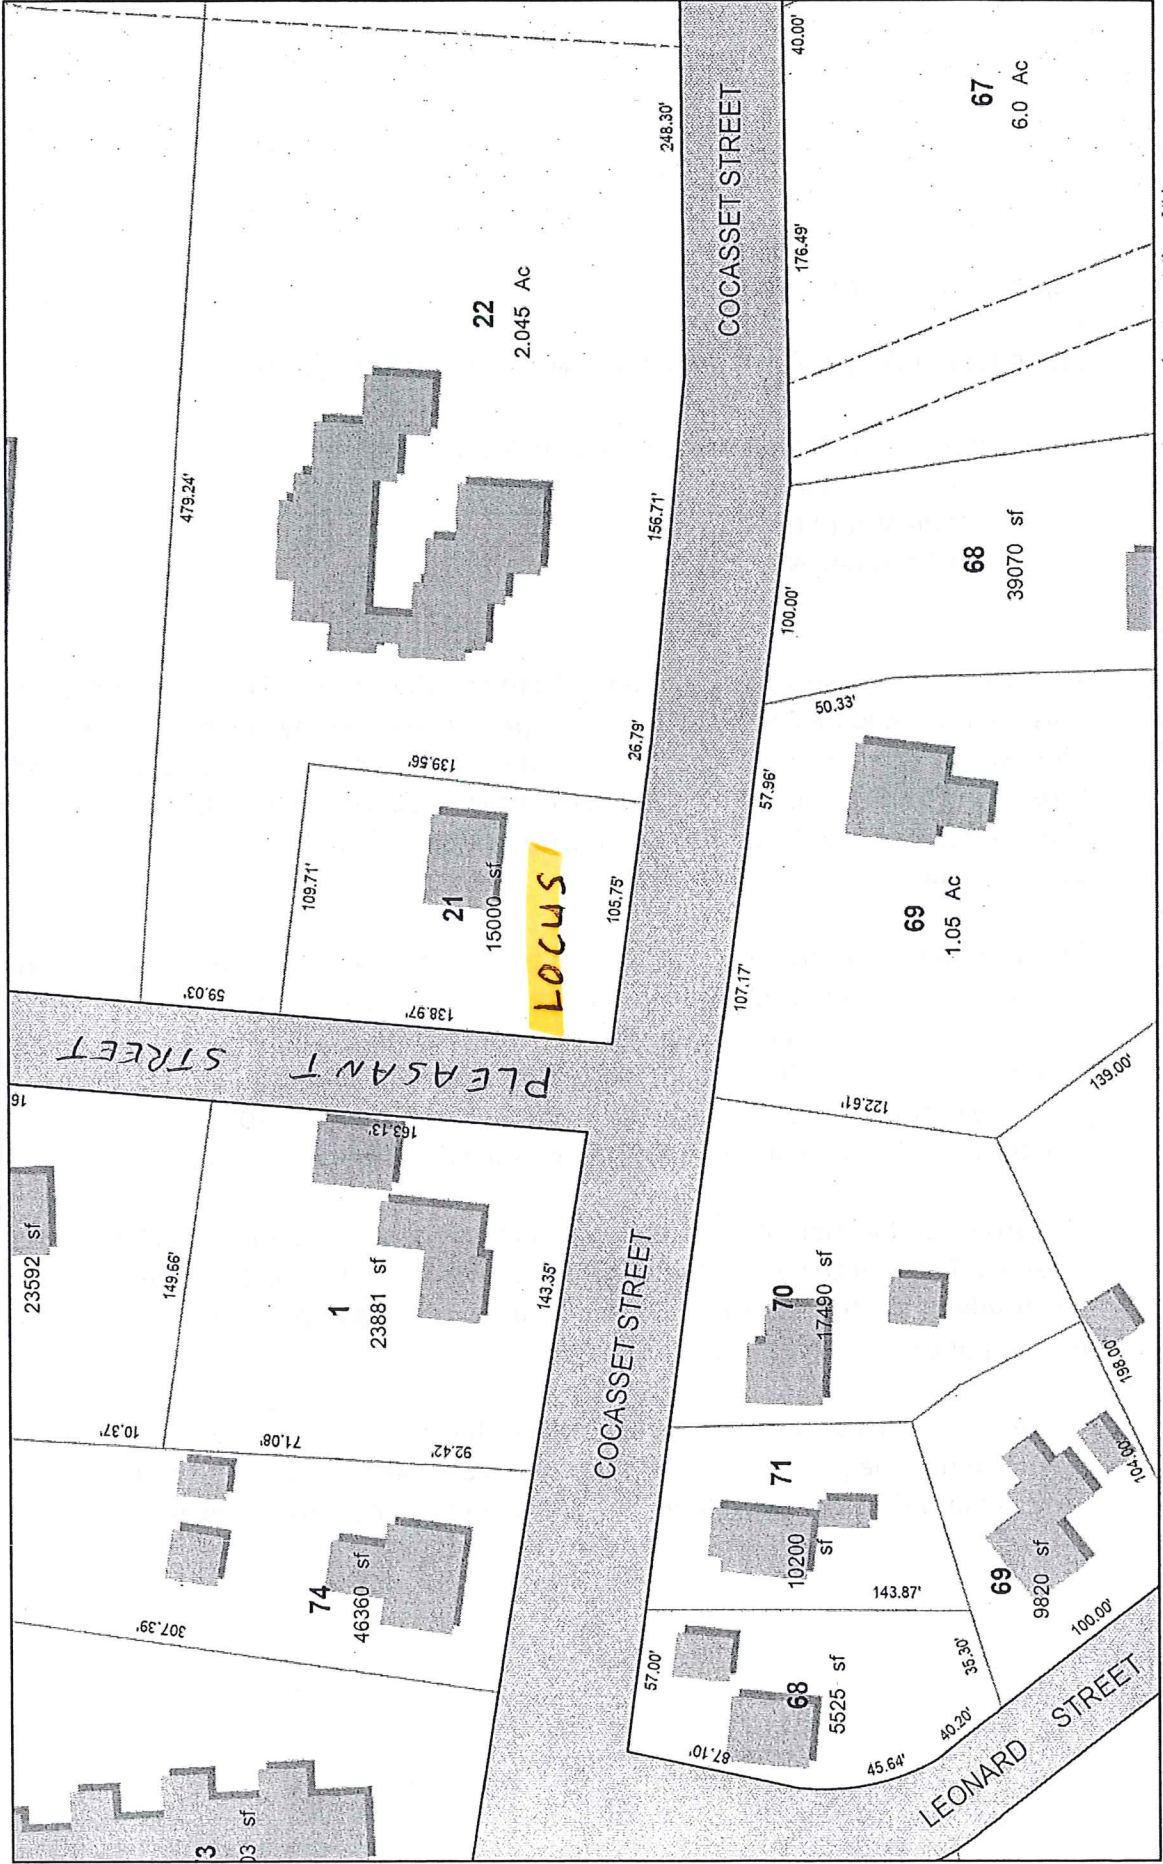 23592 sf
16
10.37'
149.66'
1
23881 sf
163.13'
71.08'
92.42'
143.35'
307.39'
74
46360 sf
3
03 sf
PLEASANT STREET
59.03'
479.24'
109.71'
138.97'
139.56'
21
15000 sf
LOCUS
105.75'
26.79'
156.71'
248.30'
22
2.045 Ac
COCASSET STREET
COCASSET STREET
57.00'
87.10'
68
5525 sf
45.64'
40.20'
35.30'
143.87'
71
10200
sf
69
9820 sf
100.00'
104.00'
198.00'
70
17490 sf
122.61'
139.00'
107.17'
57.96'
69
1.05 Ac
50.33'
100.00'
68
39070 sf
176.49'
40.00'
67
6.0 Ac
LEONARD STREET